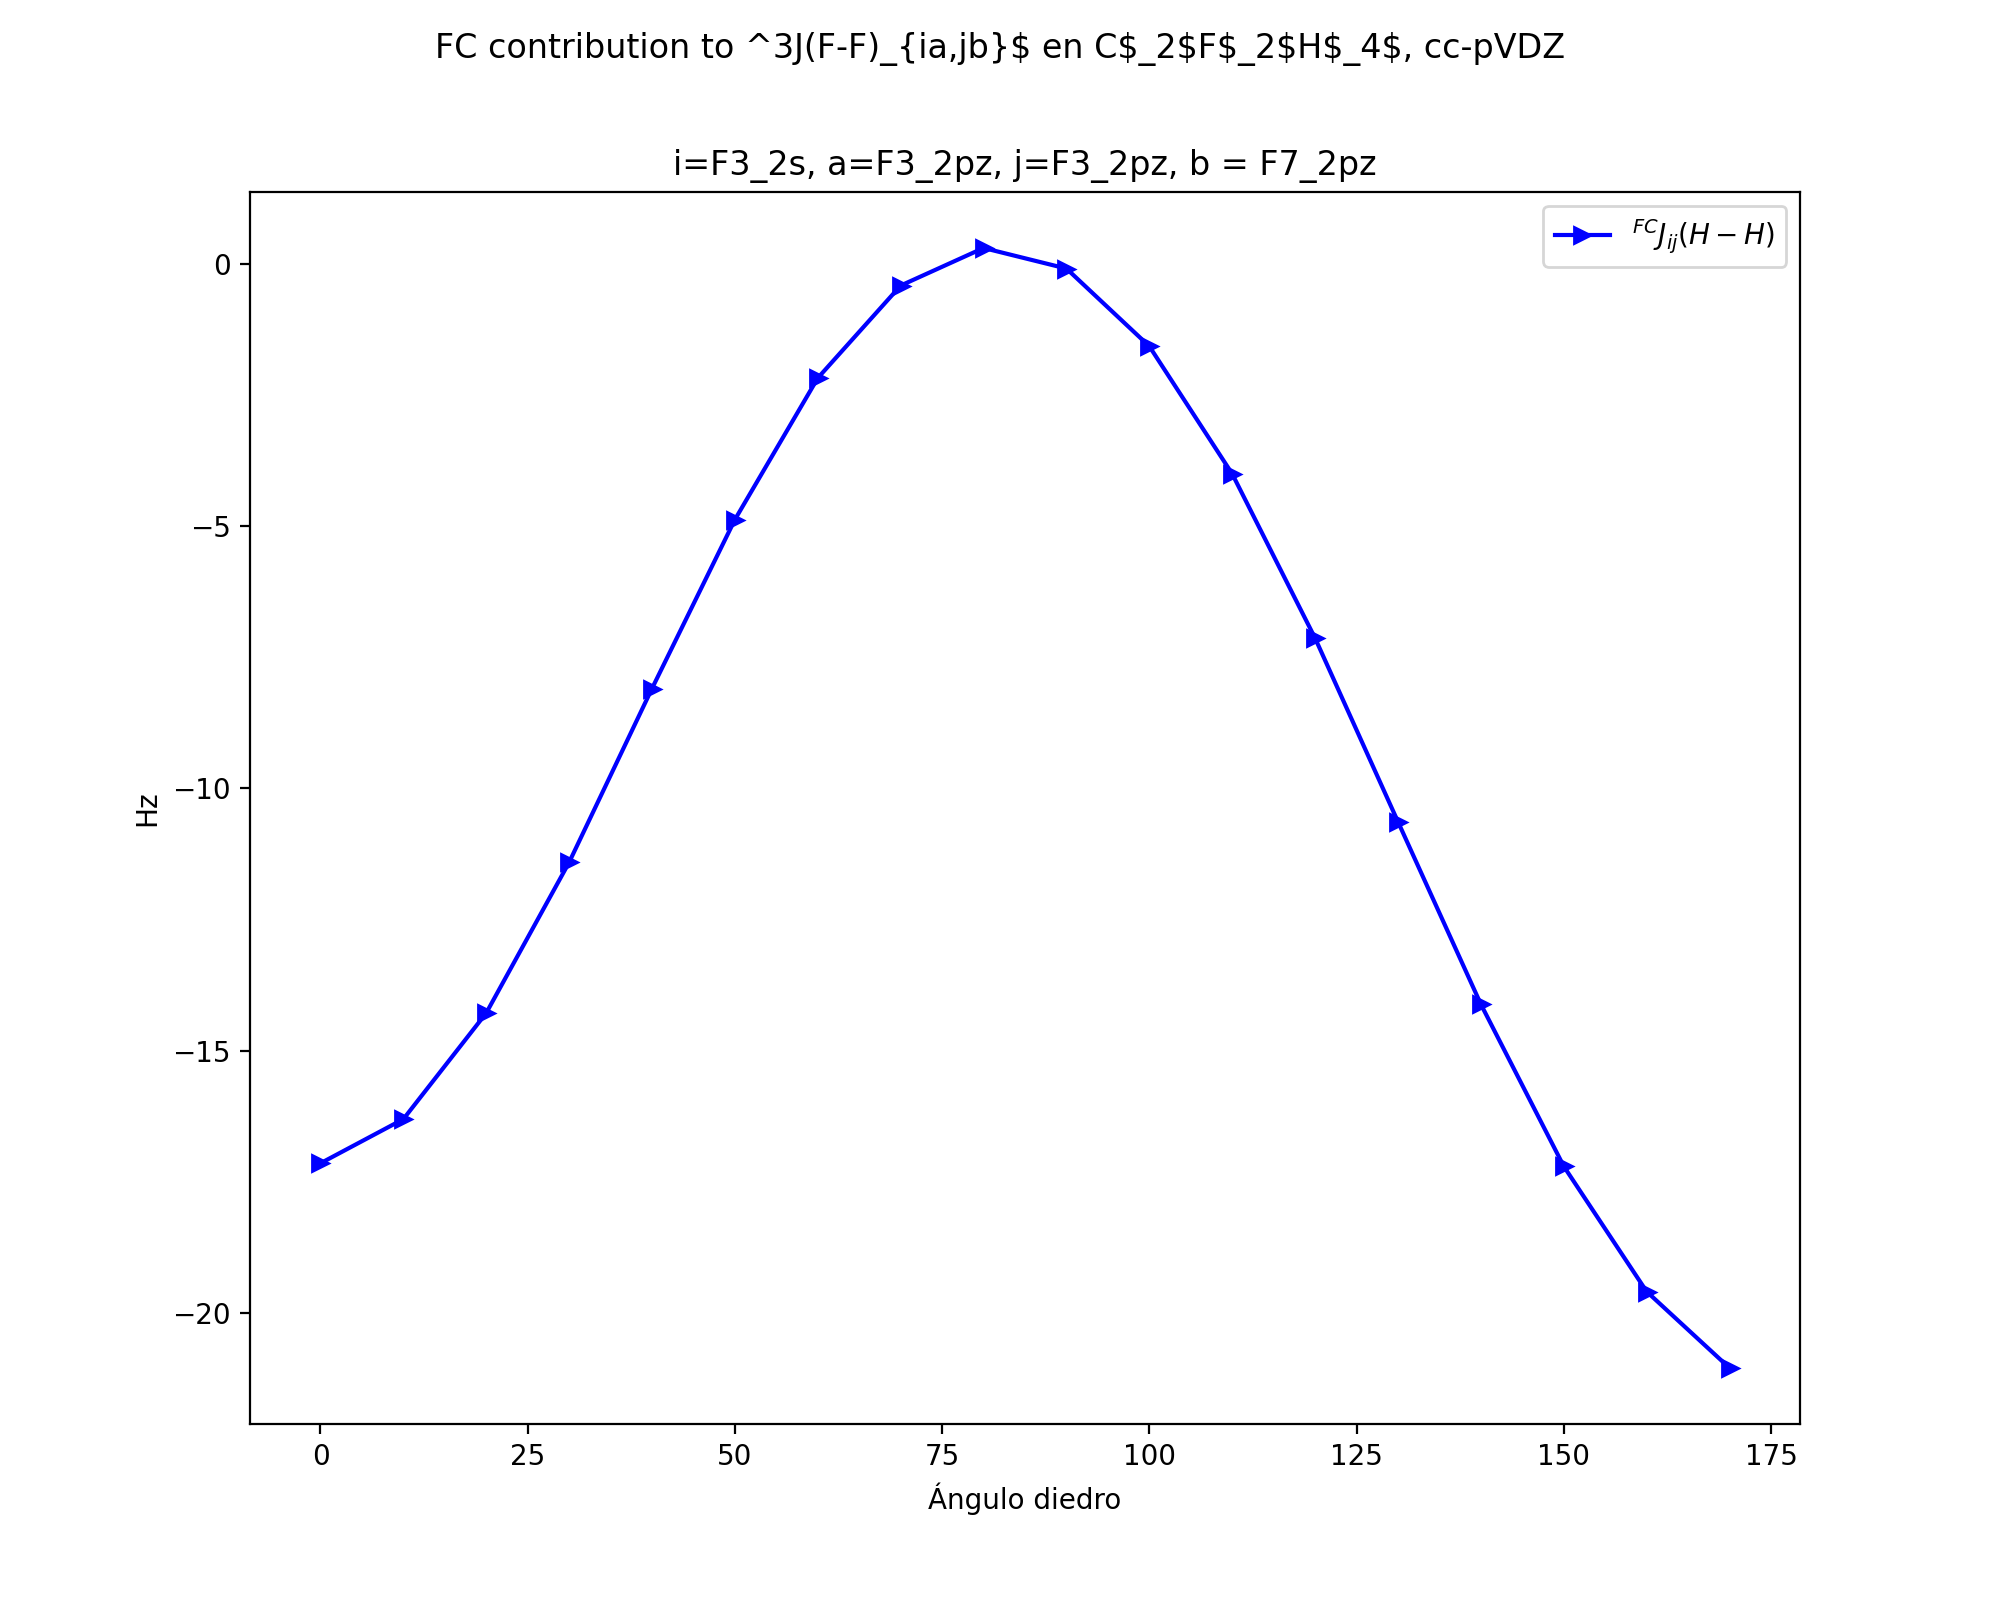 FC contribution to ^3J(F-F)_{ia,jb}$ en C$_2$F$_2$H$_4$, cc-pVDZ
i=F3_2s, a=F3_2pz, j=F3_2pz, b = F7_2pz
FCJij(H − H)
0
−5
−10
−15
−20
Hz
0 25 50 75 100 125 150 175
Ángulo diedro